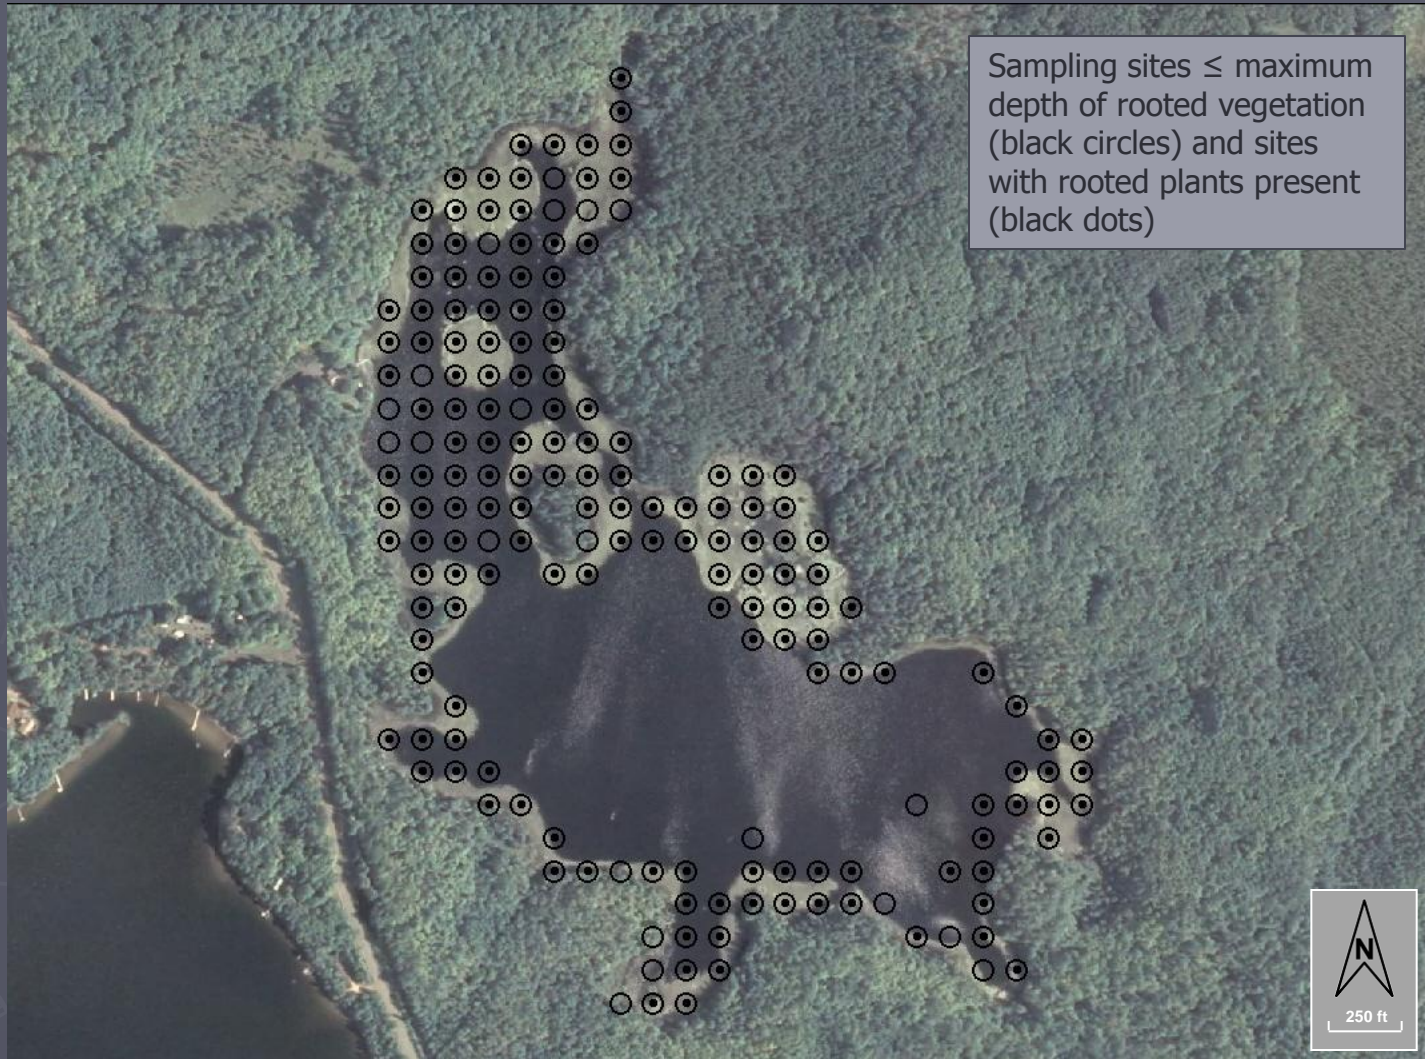 Sampling sites ≤ maximum
depth of rooted vegetation
(black circles) and sites
with rooted plants present
(black dots)
N
250 ft